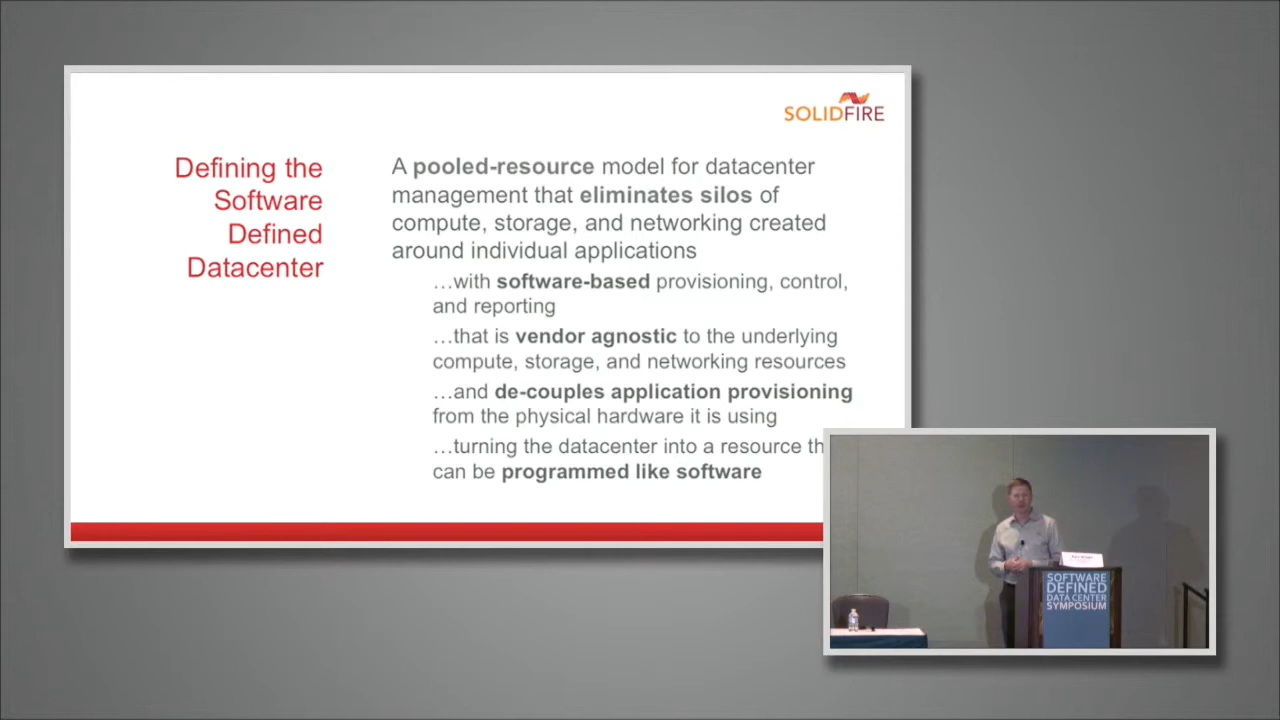 SOLIDFIRE
Defining the
Software
Defined
Datacenter
A pooled-resource model for datacenter
management that eliminates silos of
compute, storage, and networking created
around individual applications
…with software-based provisioning, control,
and reporting
…that is vendor agnostic to the underlying
compute, storage, and networking resources
…and de-couples application provisioning
from the physical hardware it is using
…turning the datacenter into a resource th
can be programmed like software
SOFTWARE
DEFINED
DATA CENTER
SYMPOSIUM